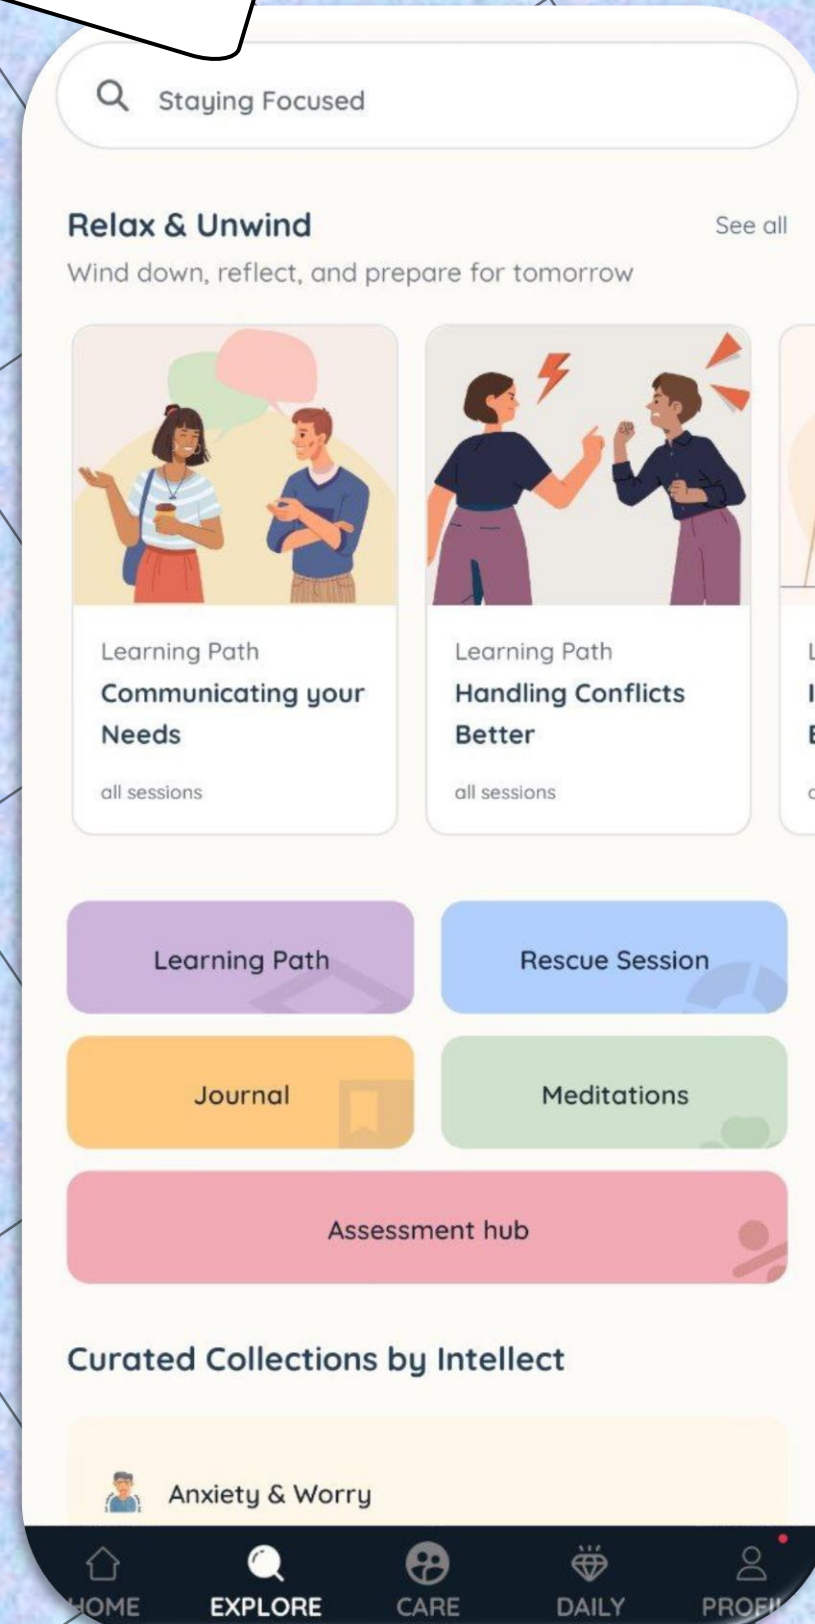 Staying Focused
Relax & Unwind
See all
Wind down, reflect, and prepare for tomorrow
Learning Path
Communicating your
Needs
all sessions
Learning Path
Handling Conflicts
Better
all sessions
Learning Path
Rescue Session
Journal
Meditations
Assessment hub
Curated Collections by Intellect
Anxiety & Worry
HOME
EXPLORE
CARE
DAILY